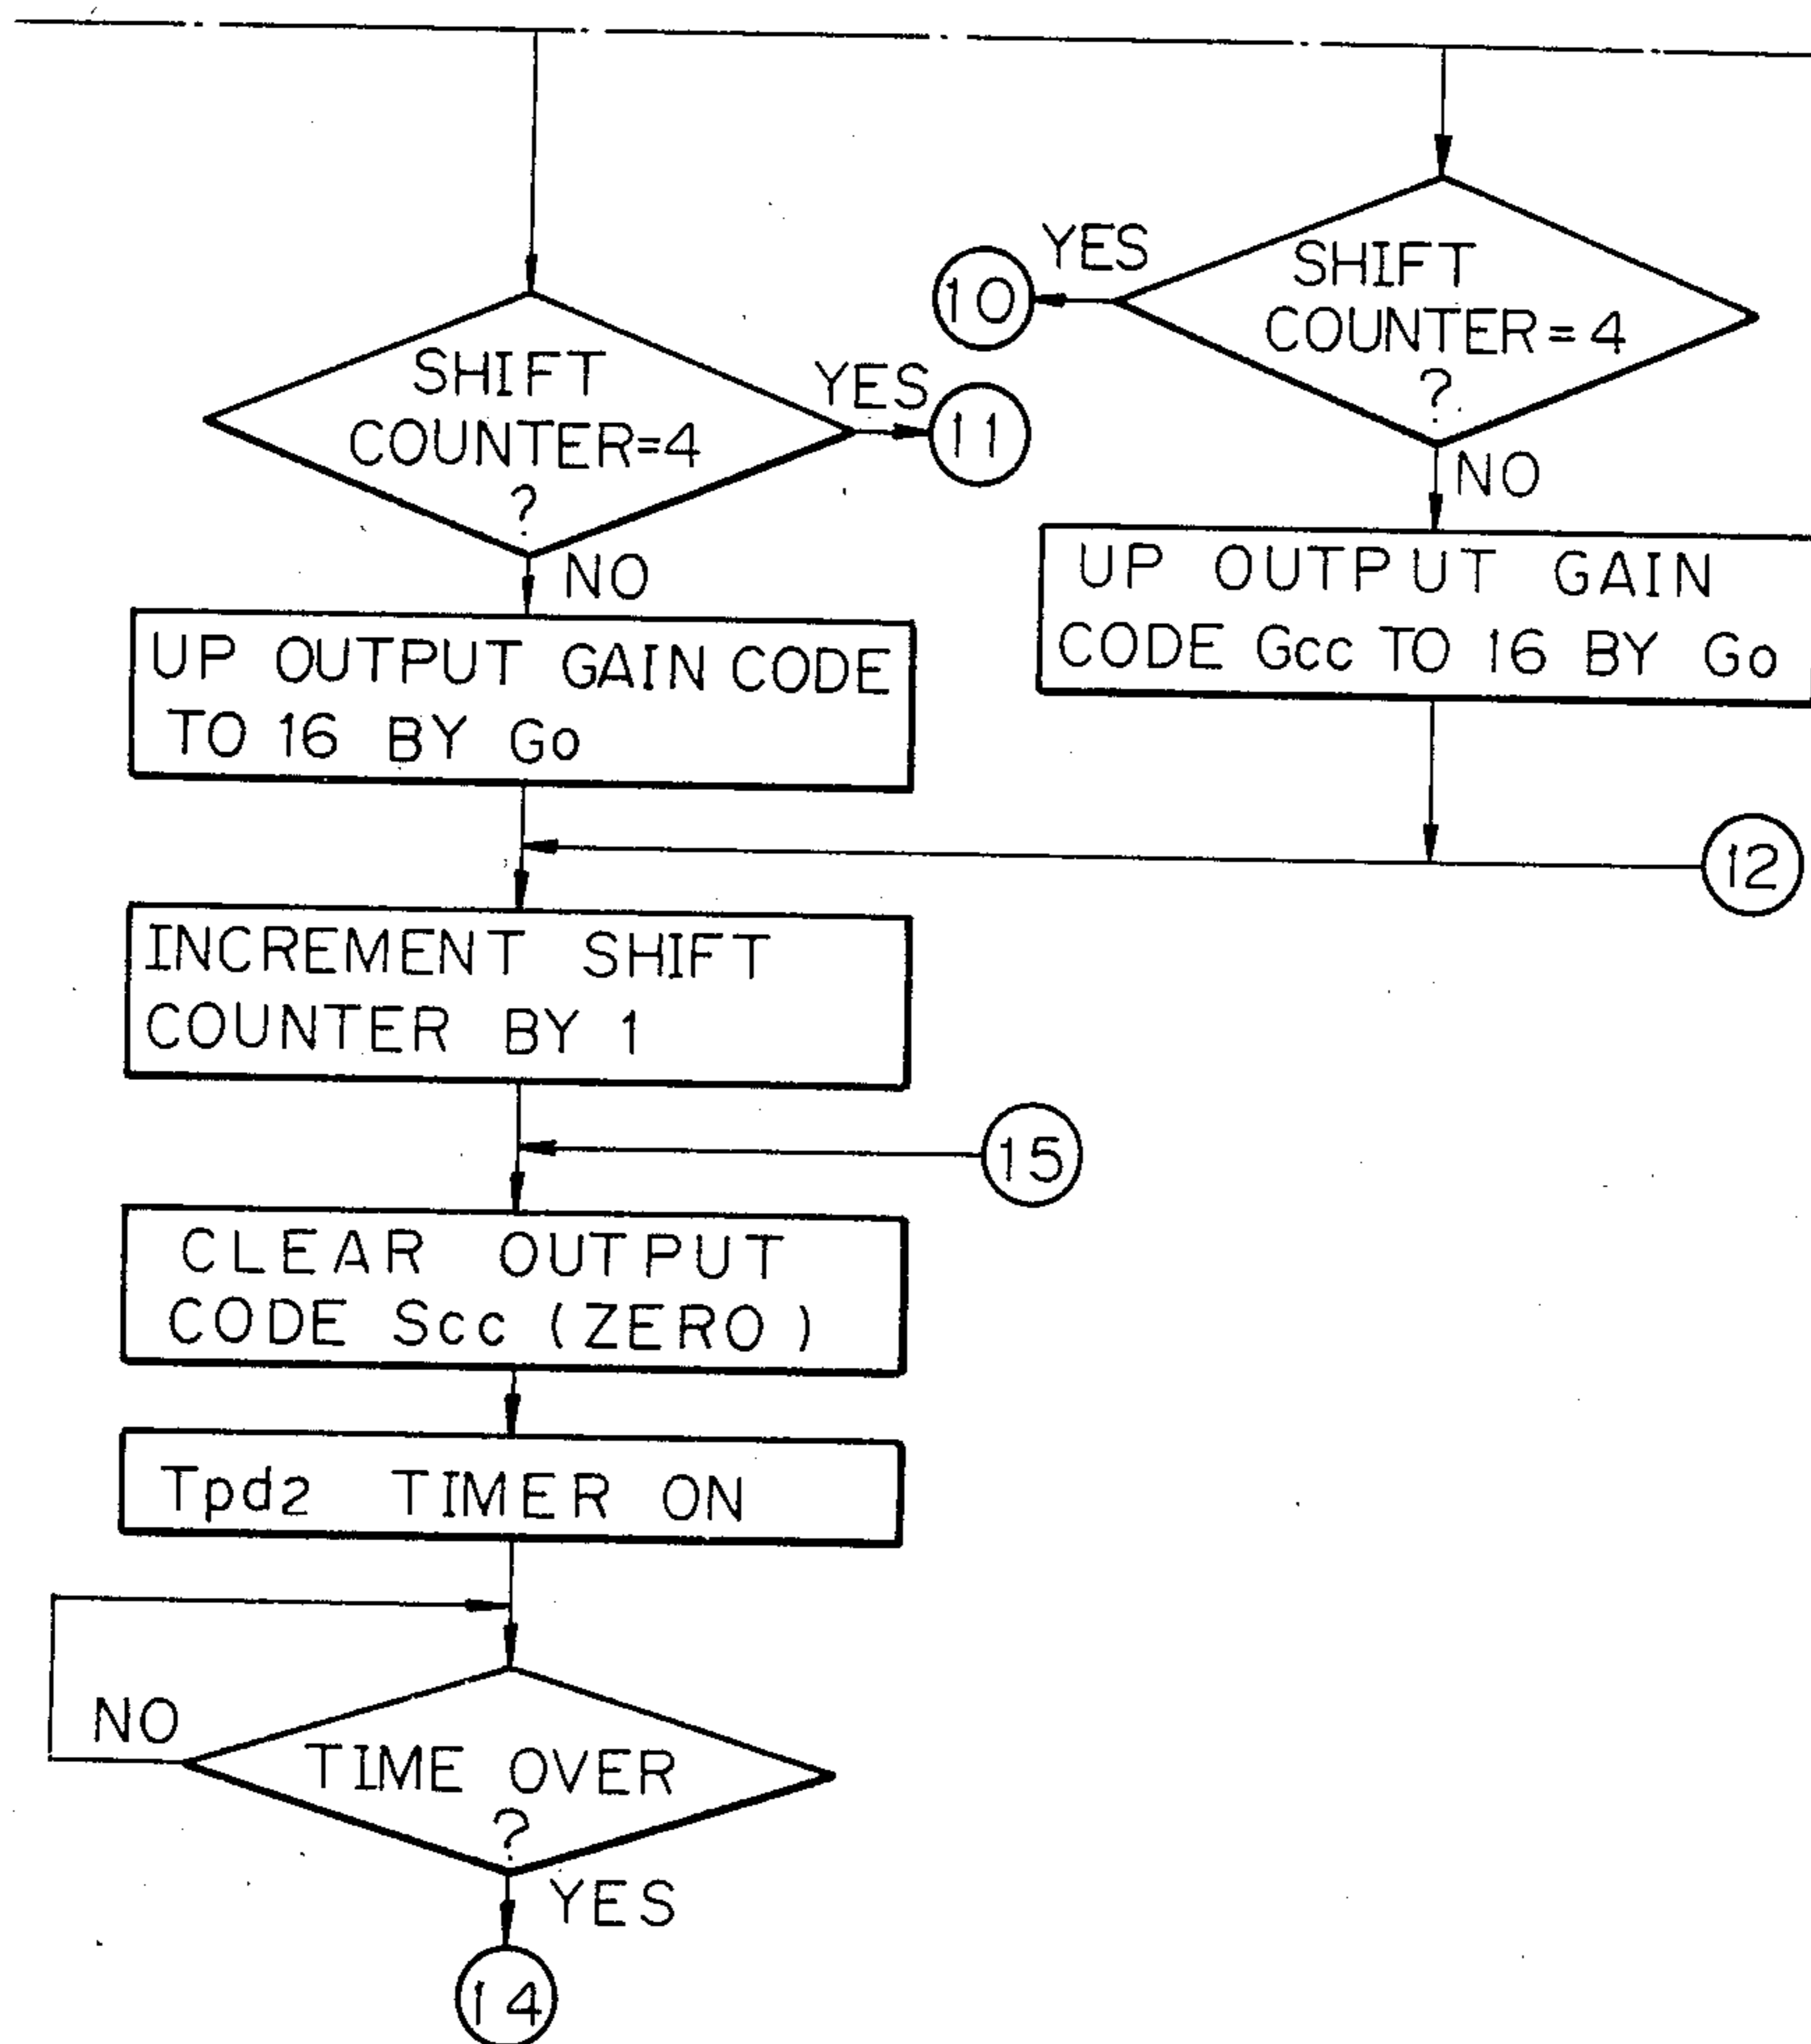 YES
10
SHIFT
COUNTER=4
?
SHIFT
COUNTER=4
?
YES
11
NO
NO
UP OUTPUT GAIN CODE
TO 16 BY Go
UP OUTPUT GAIN
CODE Gcc TO 16 BY Go
12
INCREMENT SHIFT
COUNTER BY 1
15
CLEAR OUTPUT
CODE Scc (ZERO)
Tpd2 TIMER ON
NO
TIME OVER
?
YES
14